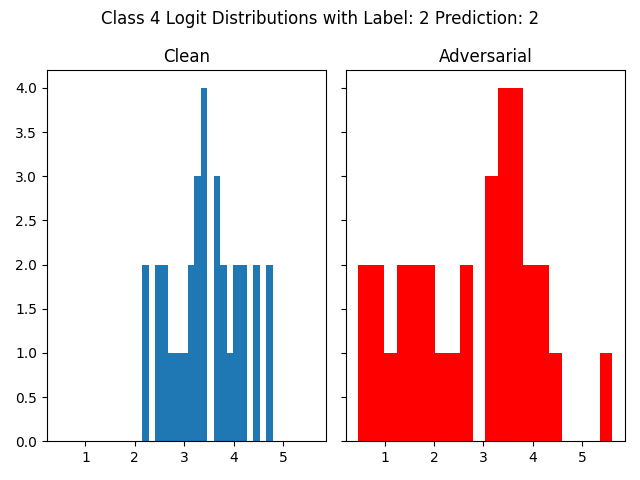 Class 4 Logit Distributions with Label: 2 Prediction: 2
Clean
Adversarial
4.0
3.5
3.0
2.5
2.0
1.5
1.0
0.5
0.0
1 2 3 4 5
1 2 3 4 5